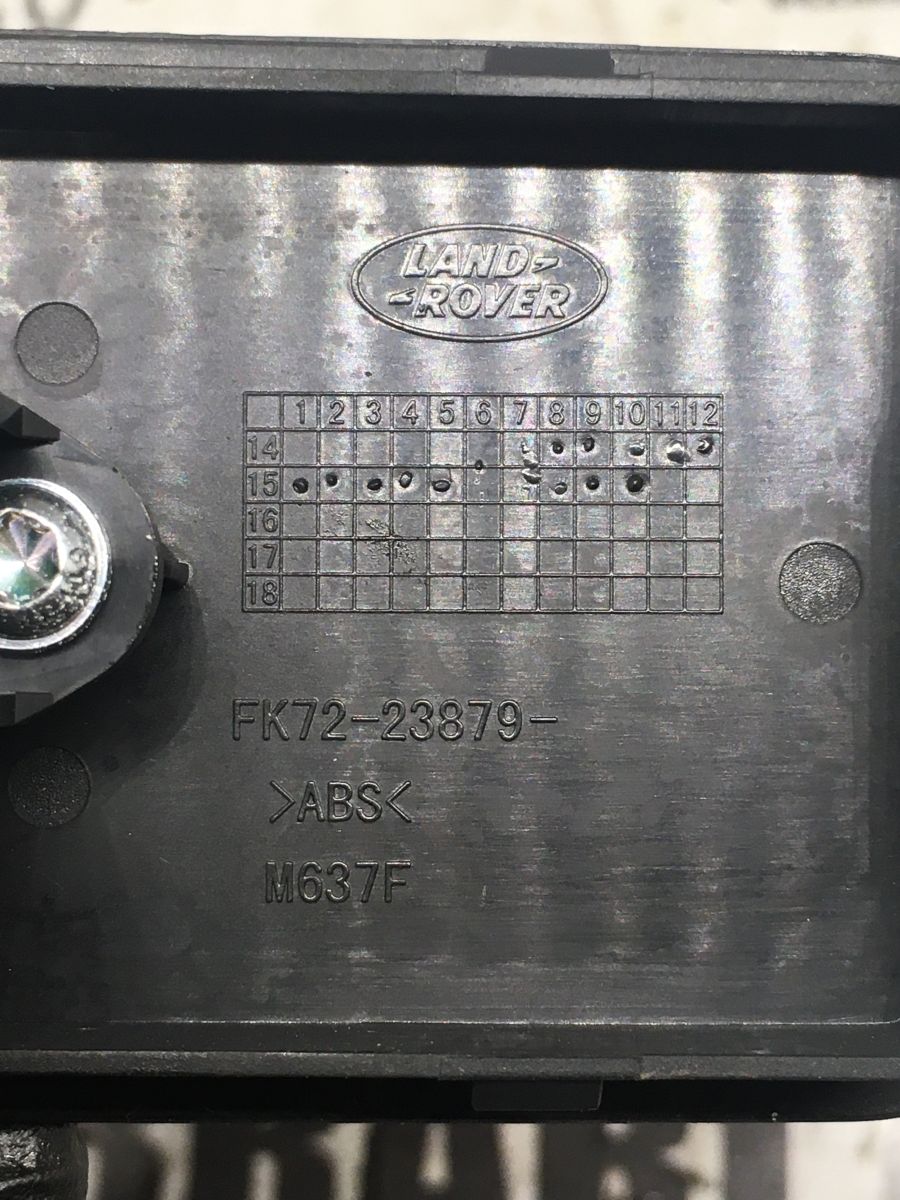 LAND
ROVER
1 2 3 4 5 6 7 8 9 10 11 12
14
15
16
17
18
FK72-23879-
>ABS<
M637F